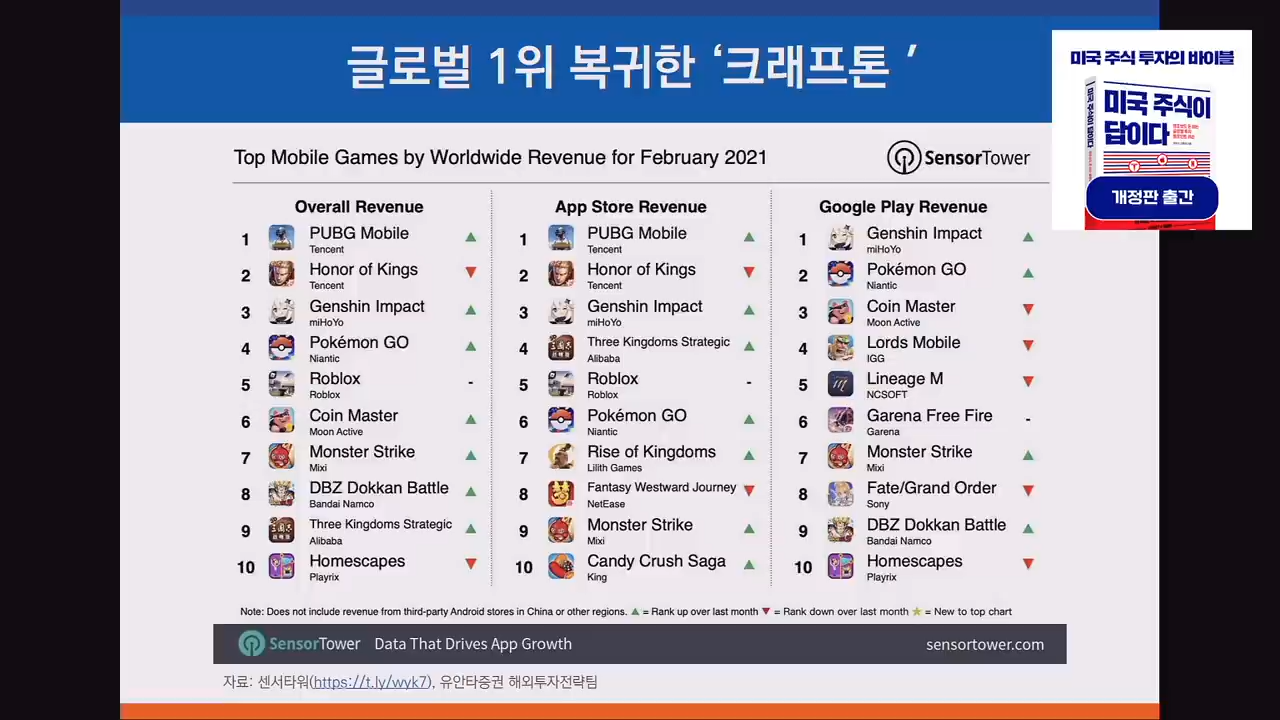 글로벌 1위 복귀한 ‘크래프톤 ’
미국 주식 투자의 바이블
미국 주식이
답이다
미국 주식이 답이다
개정판 출간
Top Mobile Games by Worldwide Revenue for February 2021
SensorTower
Overall Revenue
1 PUBG Mobile ▲
Tencent
2 Honor of Kings ▼
Tencent
3 Genshin Impact ▲
miHoYo
4 Pokémon GO ▲
Niantic
5 Roblox -
Roblox
6 Coin Master ▲
Moon Active
7 Monster Strike ▲
Mixi
8 DBZ Dokkan Battle ▲
Bandai Namco
9 Three Kingdoms Strategic ▲
Alibaba
10 Homescapes ▼
Playrix
App Store Revenue
1 PUBG Mobile ▲
Tencent
2 Honor of Kings ▼
Tencent
3 Genshin Impact ▲
miHoYo
4 Three Kingdoms Strategic ▲
Alibaba
5 Roblox -
Roblox
6 Pokémon GO ▲
Niantic
7 Rise of Kingdoms ▲
Lilith Games
8 Fantasy Westward Journey ▼
NetEase
9 Monster Strike ▲
Mixi
10 Candy Crush Saga ▲
King
Google Play Revenue
1 Genshin Impact ▲
miHoYo
2 Pokémon GO ▲
Niantic
3 Coin Master ▼
Moon Active
4 Lords Mobile ▼
IGG
5 Lineage M ▼
NCSOFT
6 Garena Free Fire -
Garena
7 Monster Strike ▲
Mixi
8 Fate/Grand Order ▼
Sony
9 DBZ Dokkan Battle ▲
Bandai Namco
10 Homescapes ▼
Playrix
Note: Does not include revenue from third-party Android stores in China or other regions. ▲ = Rank up over last month ▼ = Rank down over last month ★ = New to top chart
SensorTower Data That Drives App Growth sensortower.com
자료: 센서타워(https://t.ly/wyk7), 유안타증권 해외투자전략팀